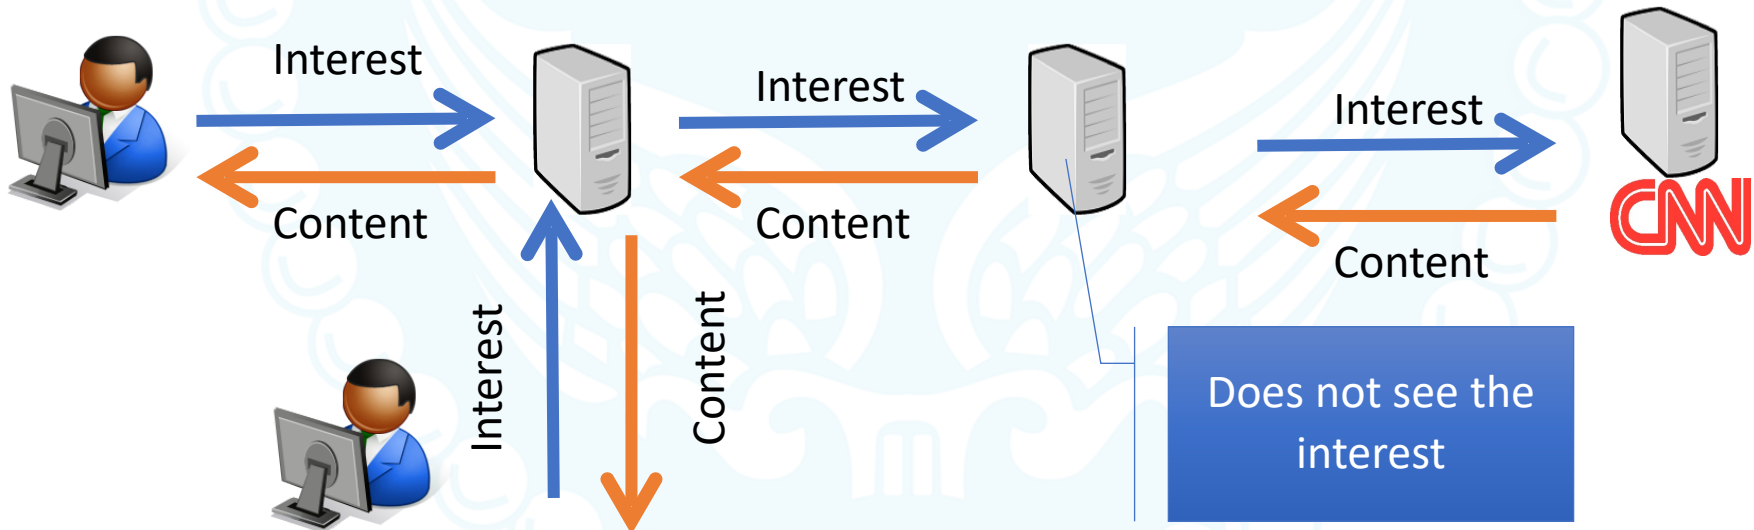 Interest
Interest
Interest
Content
Content
Content
CNN
Interest
Content
Does not see the
interest